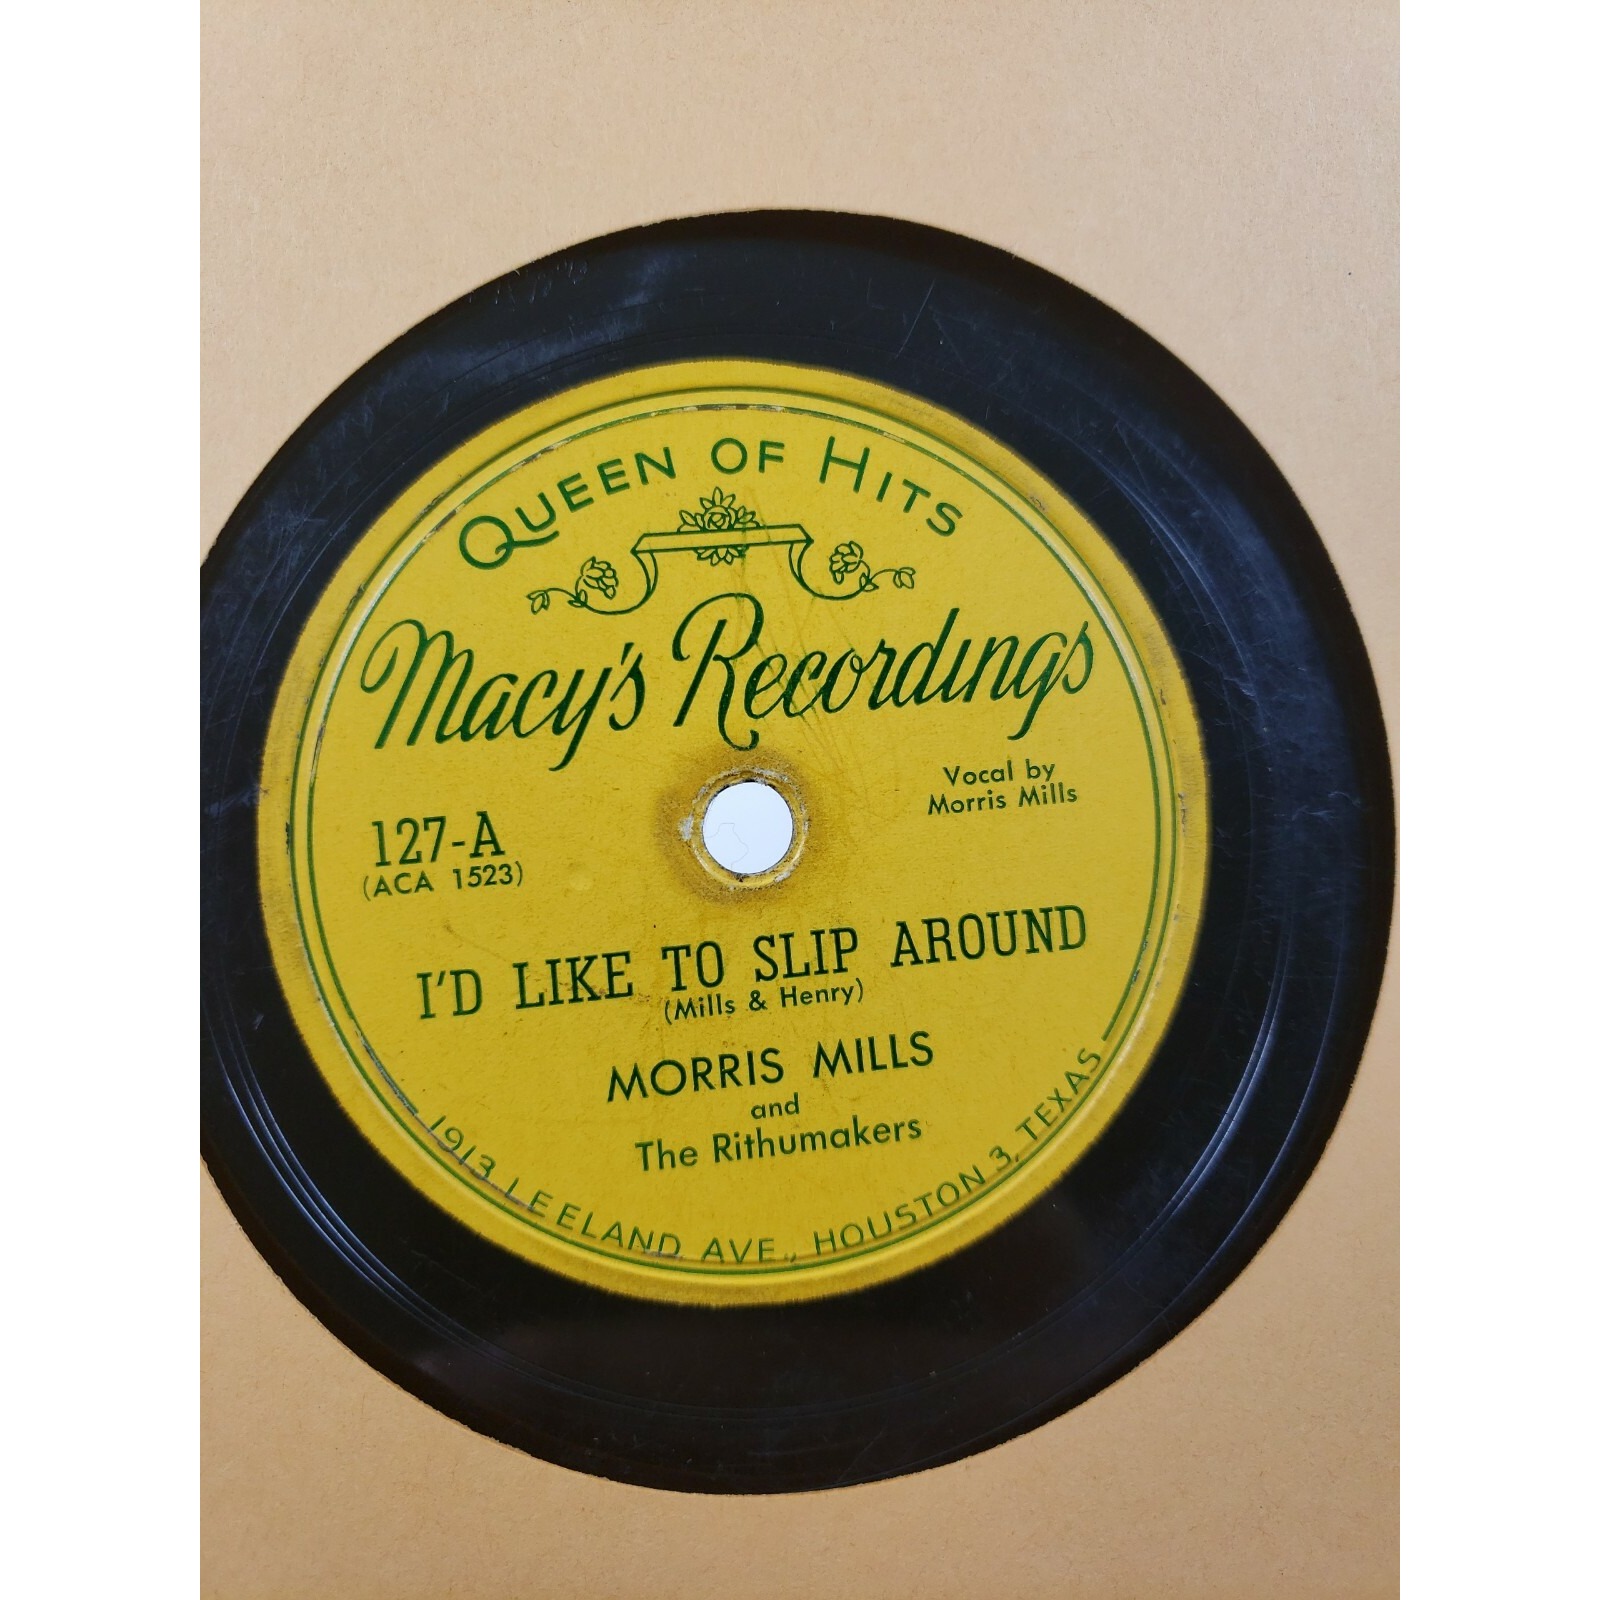 QUEEN OF HITS
Macy's Recordings
Vocal by
Morris Mills
127-A
(ACA 1523)
I'D LIKE TO SLIP AROUND
(Mills & Henry)
MORRIS MILLS
and
The Rithumakers
— 1913 LEELAND AVE., HOUSTON 3, TEXAS —